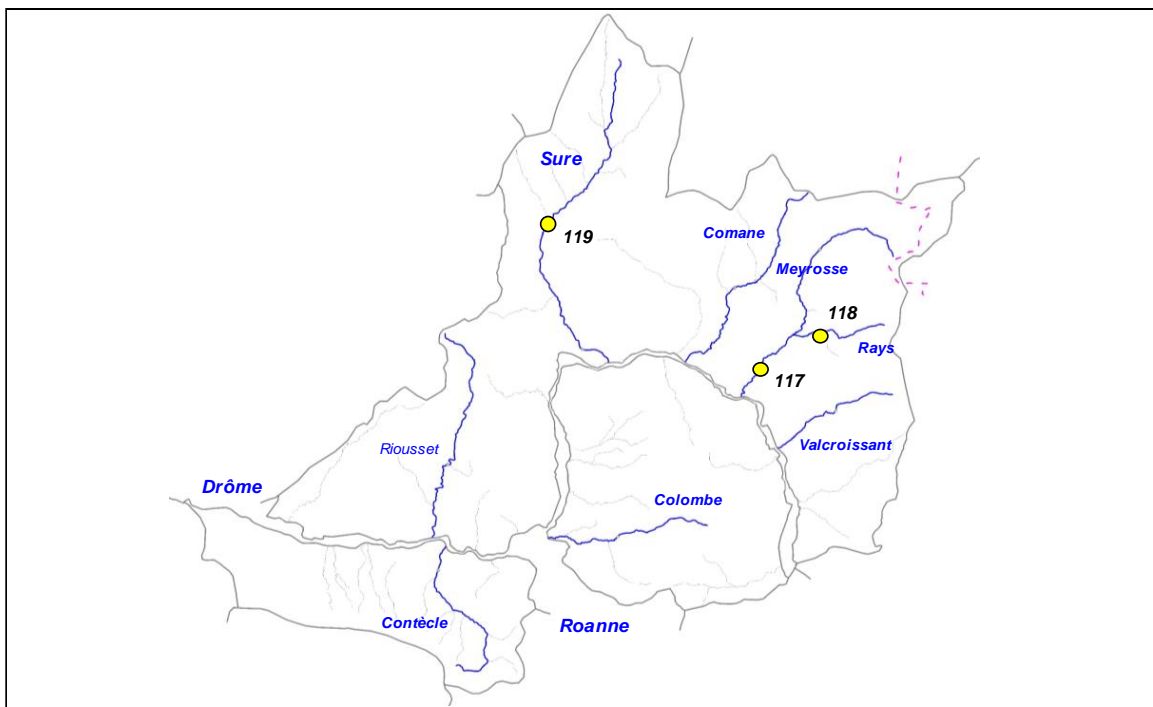 Sure
119
Comane
Meyrosse
118
Rays
117
Valcroissant
Riousset
Drôme
Colombe
Contècle
Roanne